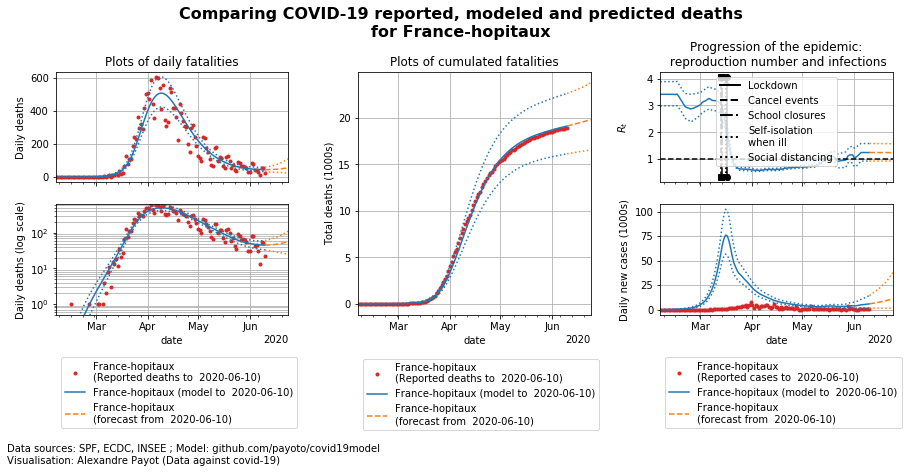 Comparing COVID-19 reported, modeled and predicted deaths
for France-hopitaux
Plots of daily fatalities
Daily deaths
600
400
200
0
Daily deaths (log scale)
10²
10¹
10⁰
Mar
Apr
May
Jun
date
2020
France-hopitaux
(Reported deaths to  2020-06-10)
France-hopitaux (model to  2020-06-10)
France-hopitaux
(forecast from  2020-06-10)
Plots of cumulated fatalities
Total deaths (1000s)
20
15
10
5
0
Mar
Apr
May
Jun
date
2020
France-hopitaux
(Reported deaths to  2020-06-10)
France-hopitaux (model to  2020-06-10)
France-hopitaux
(forecast from  2020-06-10)
Progression of the epidemic:
reproduction number and infections
Rt
4
3
2
1
Lockdown
Cancel events
School closures
Self-isolation
when ill
Social distancing
Daily new cases (1000s)
100
75
50
25
0
Mar
Apr
May
Jun
date
2020
France-hopitaux
(Reported cases to  2020-06-10)
France-hopitaux (model to  2020-06-10)
France-hopitaux
(forecast from  2020-06-10)
Data sources: SPF, ECDC, INSEE ; Model: github.com/payoto/covid19model
Visualisation: Alexandre Payot (Data against covid-19)